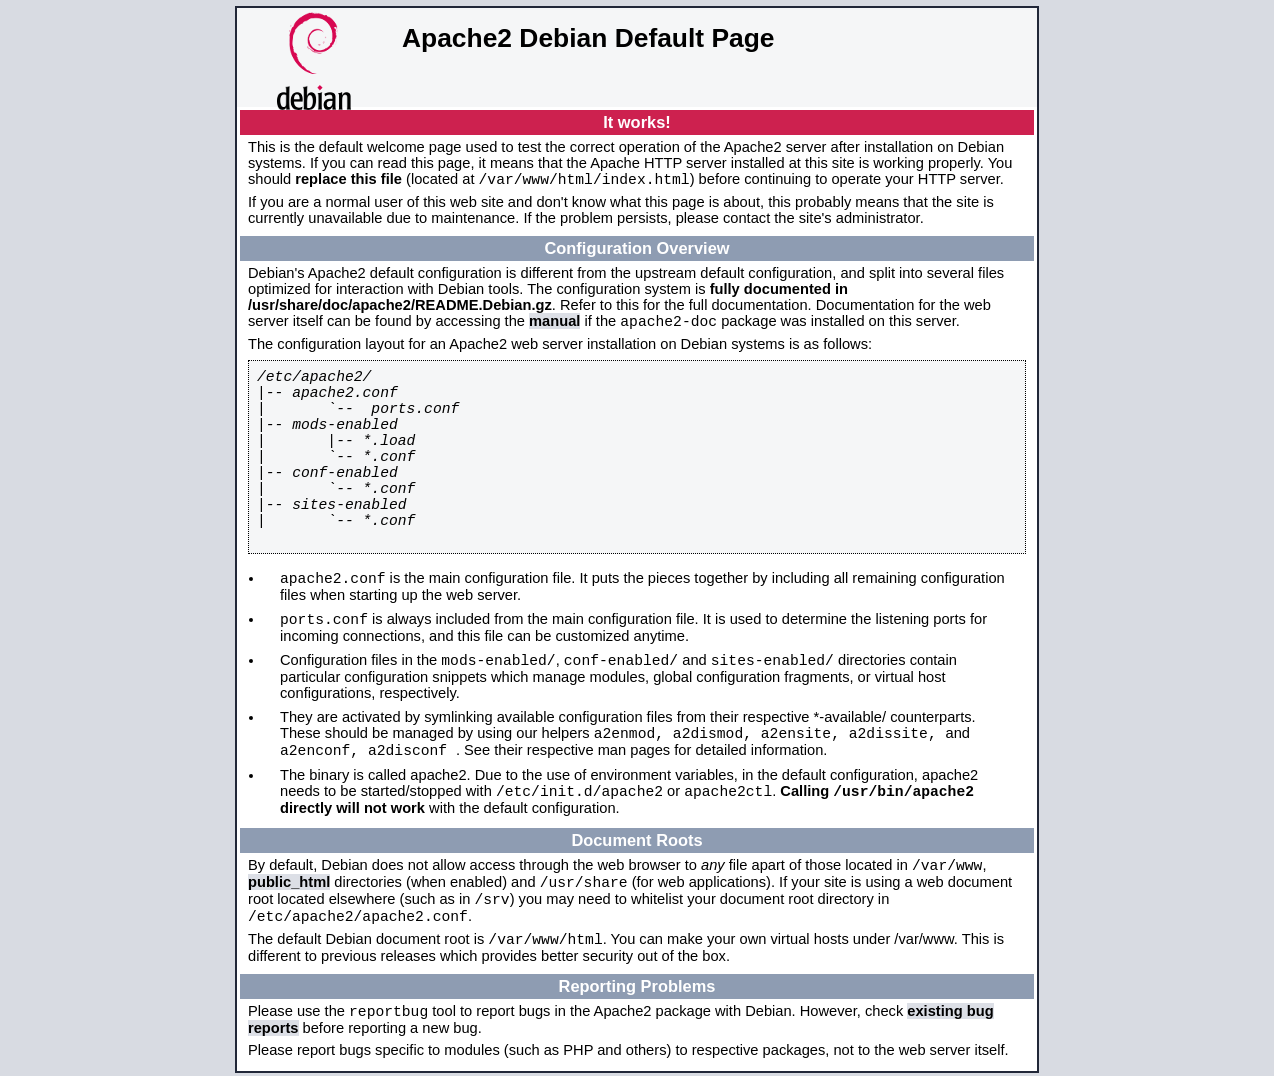 debian
Apache2 Debian Default Page
It works!
This is the default welcome page used to test the correct operation of the Apache2 server after installation on Debian
systems. If you can read this page, it means that the Apache HTTP server installed at this site is working properly. You
should replace this file (located at /var/www/html/index.html) before continuing to operate your HTTP server.
If you are a normal user of this web site and don't know what this page is about, this probably means that the site is
currently unavailable due to maintenance. If the problem persists, please contact the site's administrator.
Configuration Overview
Debian's Apache2 default configuration is different from the upstream default configuration, and split into several files
optimized for interaction with Debian tools. The configuration system is fully documented in
/usr/share/doc/apache2/README.Debian.gz. Refer to this for the full documentation. Documentation for the web
server itself can be found by accessing the manual if the apache2-doc package was installed on this server.
The configuration layout for an Apache2 web server installation on Debian systems is as follows:
/etc/apache2/
|-- apache2.conf
|       `--  ports.conf
|-- mods-enabled
|       |-- *.load
|       `-- *.conf
|-- conf-enabled
|       `-- *.conf
|-- sites-enabled
|       `-- *.conf
• apache2.conf is the main configuration file. It puts the pieces together by including all remaining configuration
files when starting up the web server.
• ports.conf is always included from the main configuration file. It is used to determine the listening ports for
incoming connections, and this file can be customized anytime.
• Configuration files in the mods-enabled/, conf-enabled/ and sites-enabled/ directories contain
particular configuration snippets which manage modules, global configuration fragments, or virtual host
configurations, respectively.
• They are activated by symlinking available configuration files from their respective *-available/ counterparts.
These should be managed by using our helpers a2enmod, a2dismod, a2ensite, a2dissite, and
a2enconf, a2disconf . See their respective man pages for detailed information.
• The binary is called apache2. Due to the use of environment variables, in the default configuration, apache2
needs to be started/stopped with /etc/init.d/apache2 or apache2ctl. Calling /usr/bin/apache2
directly will not work with the default configuration.
Document Roots
By default, Debian does not allow access through the web browser to any file apart of those located in /var/www,
public_html directories (when enabled) and /usr/share (for web applications). If your site is using a web document
root located elsewhere (such as in /srv) you may need to whitelist your document root directory in
/etc/apache2/apache2.conf.
The default Debian document root is /var/www/html. You can make your own virtual hosts under /var/www. This is
different to previous releases which provides better security out of the box.
Reporting Problems
Please use the reportbug tool to report bugs in the Apache2 package with Debian. However, check existing bug
reports before reporting a new bug.
Please report bugs specific to modules (such as PHP and others) to respective packages, not to the web server itself.